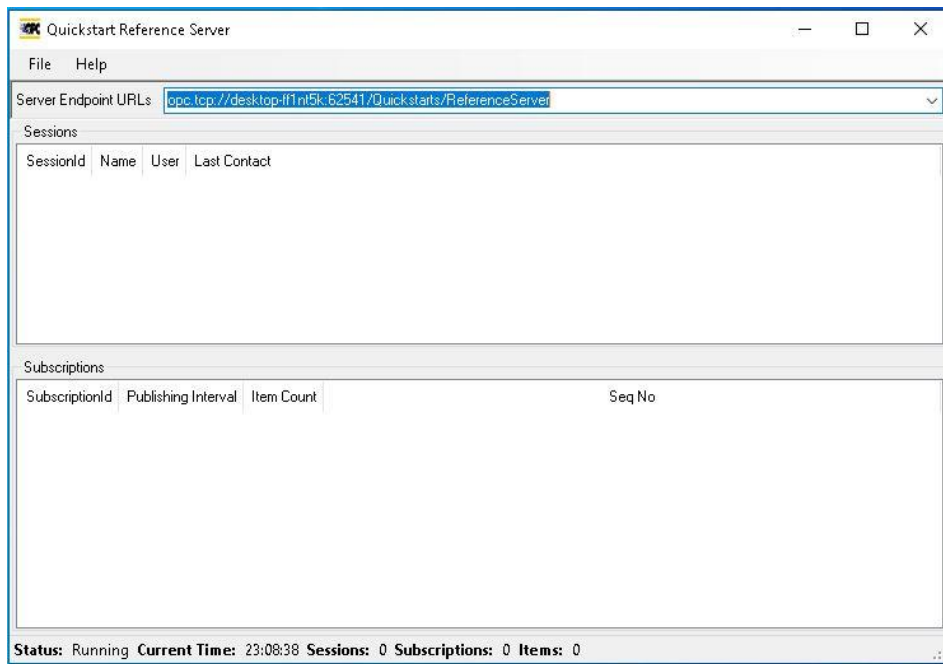 Quickstart Reference Server
File Help
Server Endpoint URLs opc.tcp://desktop-ff1nt5k:62541/Quickstarts/ReferenceServer
Sessions
SessionId Name User Last Contact
Subscriptions
SubscriptionId Publishing Interval Item Count Seq No
Status: Running Current Time: 23:08:38 Sessions: 0 Subscriptions: 0 Items: 0